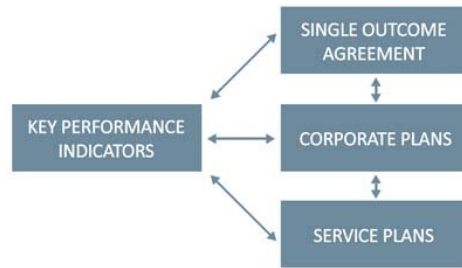 SINGLE OUTCOME
AGREEMENT
KEY PERFORMANCE
INDICATORS
CORPORATE PLANS
SERVICE PLANS